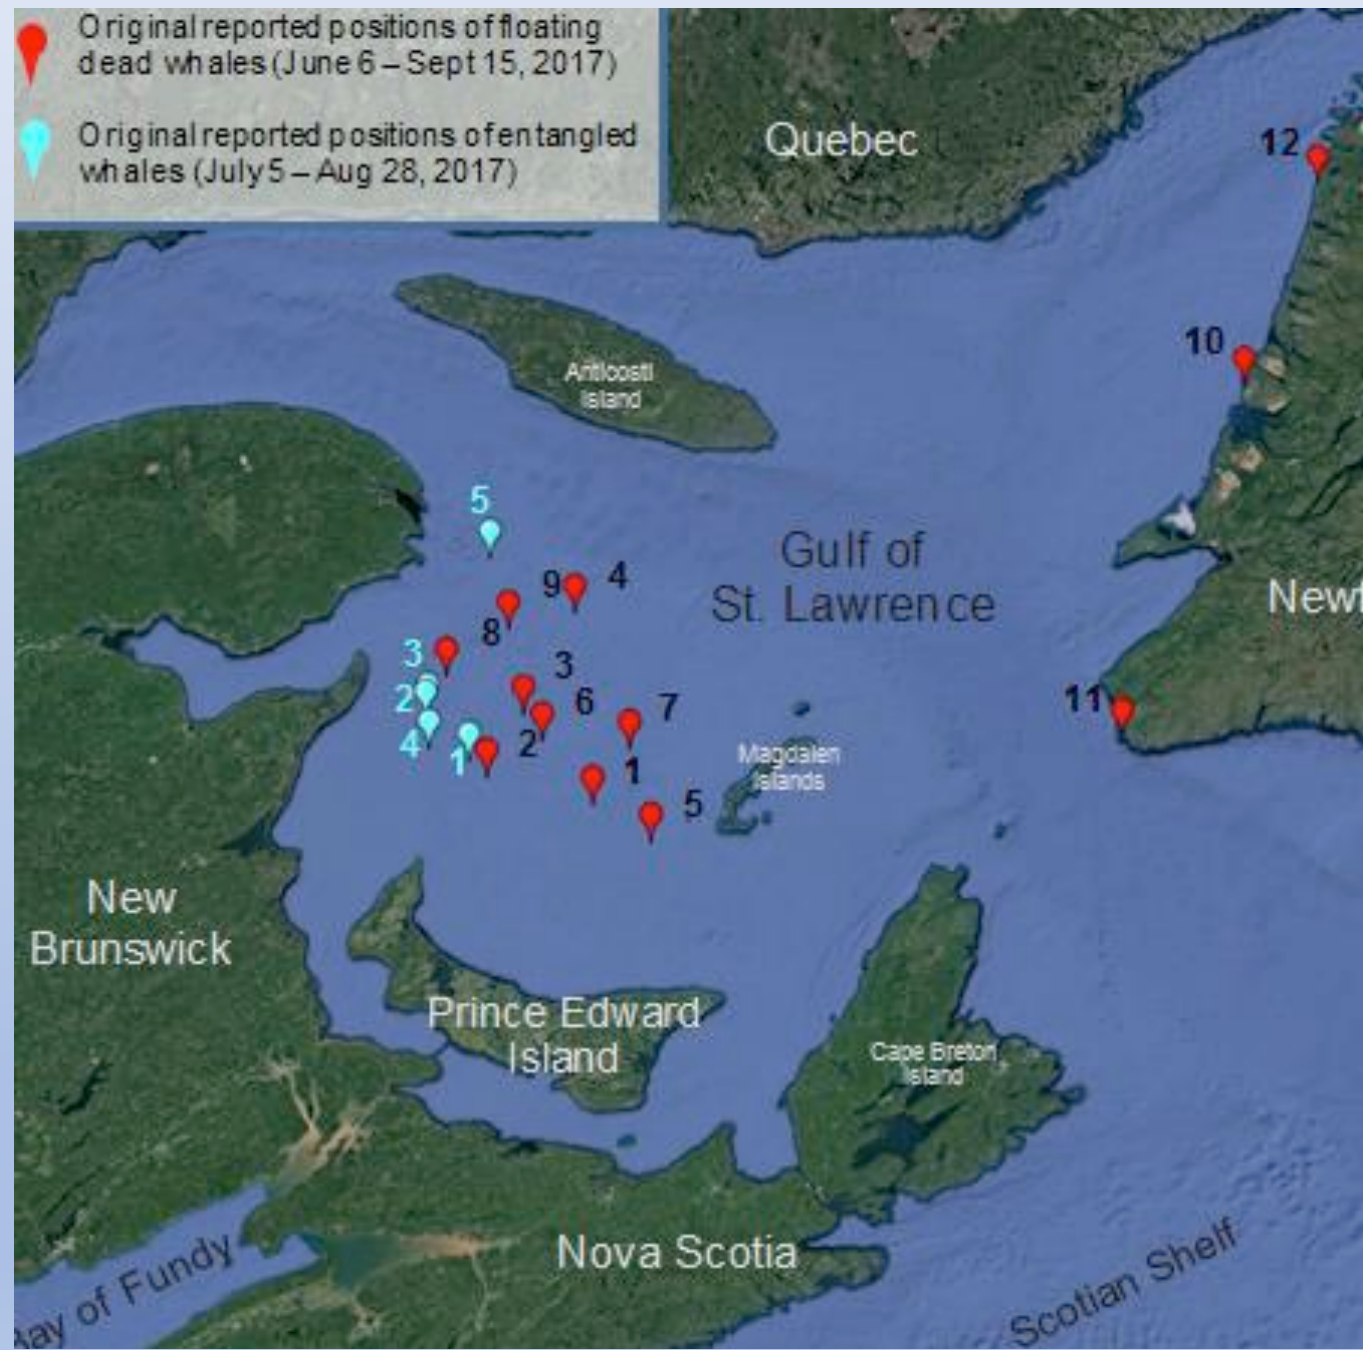 Original reported positions of floating
dead whales (June 6 – Sept 15, 2017)
Original reported positions of entangled
whales (July 5 – Aug 28, 2017)
Quebec
12
10
Anticosti
Island
5
Gulf of
St. Lawrence
9
4
Newf
8
3
3
2
6
7
11
4
1
2
1
Magdalen
Islands
5
New
Brunswick
Prince Edward
Island
Cape Breton
Island
Nova Scotia
Bay of Fundy
Scotian Shelf